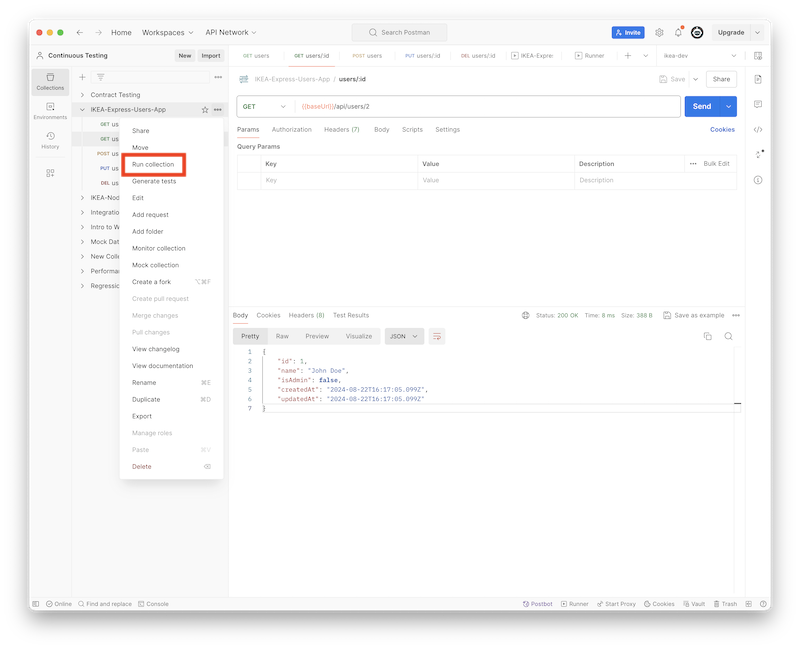 Home Workspaces API Network Search Postman Invite Upgrade
Continuous Testing New Import
GET users GET users/:id POST users PUT users/:id DEL users/:id IKEA-Expre Runner ikea-dev
Collections
Environments
History
Contract Testing
IKEA-Express-Users-App
GET us
GET us
POST us
PUT us
DEL us
IKEA-Nod
Integratio
Intro to W
Mock Dat
New Colle
Performa
Regressio
Share
Move
Run collection
Generate tests
Edit
Add request
Add folder
Monitor collection
Mock collection
Create a fork ⌥⌘F
Create pull request
Merge changes
Pull changes
View changelog
View documentation
Rename ⌘E
Duplicate ⌘D
Export
Manage roles
Paste ⌘V
Delete ⌫
IKEA-Express-Users-App / users/:id Save Share
GET {{baseUrl}}/api/users/2 Send
Params Authorization Headers (7) Body Scripts Settings Cookies
Query Params
Key Value Description Bulk Edit
Key Value Description
Body Cookies Headers (8) Test Results Status: 200 OK Time: 8 ms Size: 388 B Save as example
Pretty Raw Preview Visualize JSON
1 {
2 "id": 1,
3 "name": "John Doe",
4 "isAdmin": false,
5 "createdAt": "2024-08-22T16:17:05.099Z",
6 "updatedAt": "2024-08-22T16:17:05.099Z"
7 }
Online Find and replace Console Postbot Runner Start Proxy Cookies Vault Trash